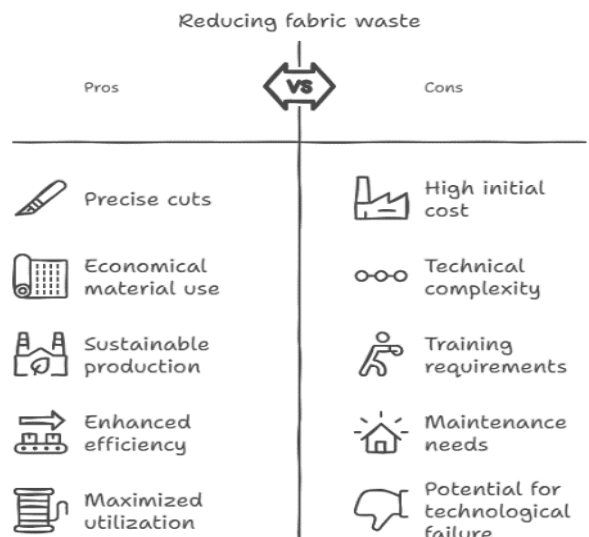 Reducing fabric waste
VS
Pros
Cons
Precise cuts
Economical
material use
Sustainable
production
Enhanced
efficiency
Maximized
utilization
High initial
cost
Technical
complexity
Training
requirements
Maintenance
needs
Potential for
technological
failure